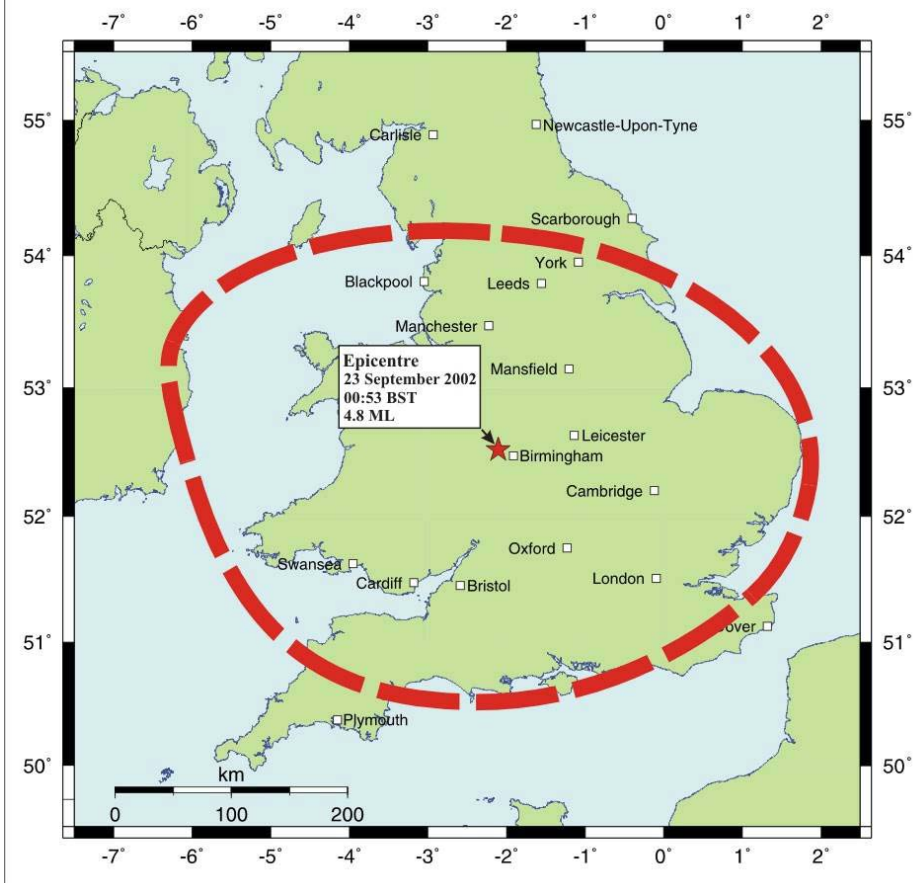 -7° -6° -5° -4° -3° -2° -1° 0° 1° 2°
55° 55°
Newcastle-Upon-Tyne
Carlisle
Scarborough
54° 54°
York
Blackpool
Leeds
Manchester
Epicentre
23 September 2002
00:53 BST
4.8 ML
Mansfield
53° 53°
Leicester
Birmingham
Cambridge
52° 52°
Oxford
Swansea
London
Cardiff
Bristol
51° 51°
Dover
Plymouth
50° 50°
km
0 100 200
-7° -6° -5° -4° -3° -2° -1° 0° 1° 2°